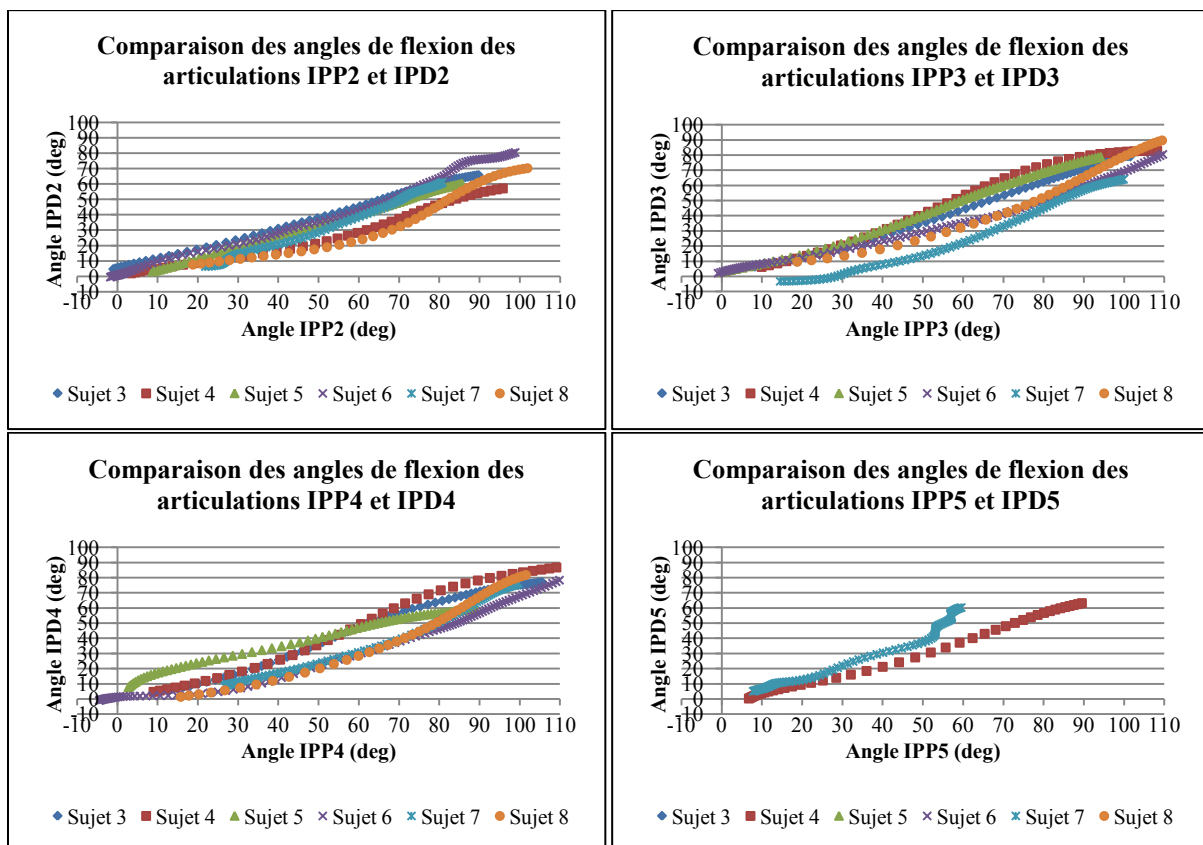 Comparaison des angles de flexion des
articulations IPP2 et IPD2
Angle IPD2 (deg)
100
90
80
70
60
50
40
30
20
10
0
-10
-10 0 10 20 30 40 50 60 70 80 90 100 110
Angle IPP2 (deg)
Sujet 3 Sujet 4 Sujet 5 Sujet 6 Sujet 7 Sujet 8
Comparaison des angles de flexion des
articulations IPP3 et IPD3
Angle IPD3 (deg)
100
90
80
70
60
50
40
30
20
10
0
-10
-10 0 10 20 30 40 50 60 70 80 90 100 110
Angle IPP3 (deg)
Sujet 3 Sujet 4 Sujet 5 Sujet 6 Sujet 7 Sujet 8
Comparaison des angles de flexion des
articulations IPP4 et IPD4
Angle IPD4 (deg)
100
90
80
70
60
50
40
30
20
10
0
-10
-10 0 10 20 30 40 50 60 70 80 90 100 110
Angle IPP4 (deg)
Sujet 3 Sujet 4 Sujet 5 Sujet 6 Sujet 7 Sujet 8
Comparaison des angles de flexion des
articulations IPP5 et IPD5
Angle IPD5 (deg)
100
90
80
70
60
50
40
30
20
10
0
-10
-10 0 10 20 30 40 50 60 70 80 90 100 110
Angle IPP5 (deg)
Sujet 3 Sujet 4 Sujet 5 Sujet 6 Sujet 7 Sujet 8